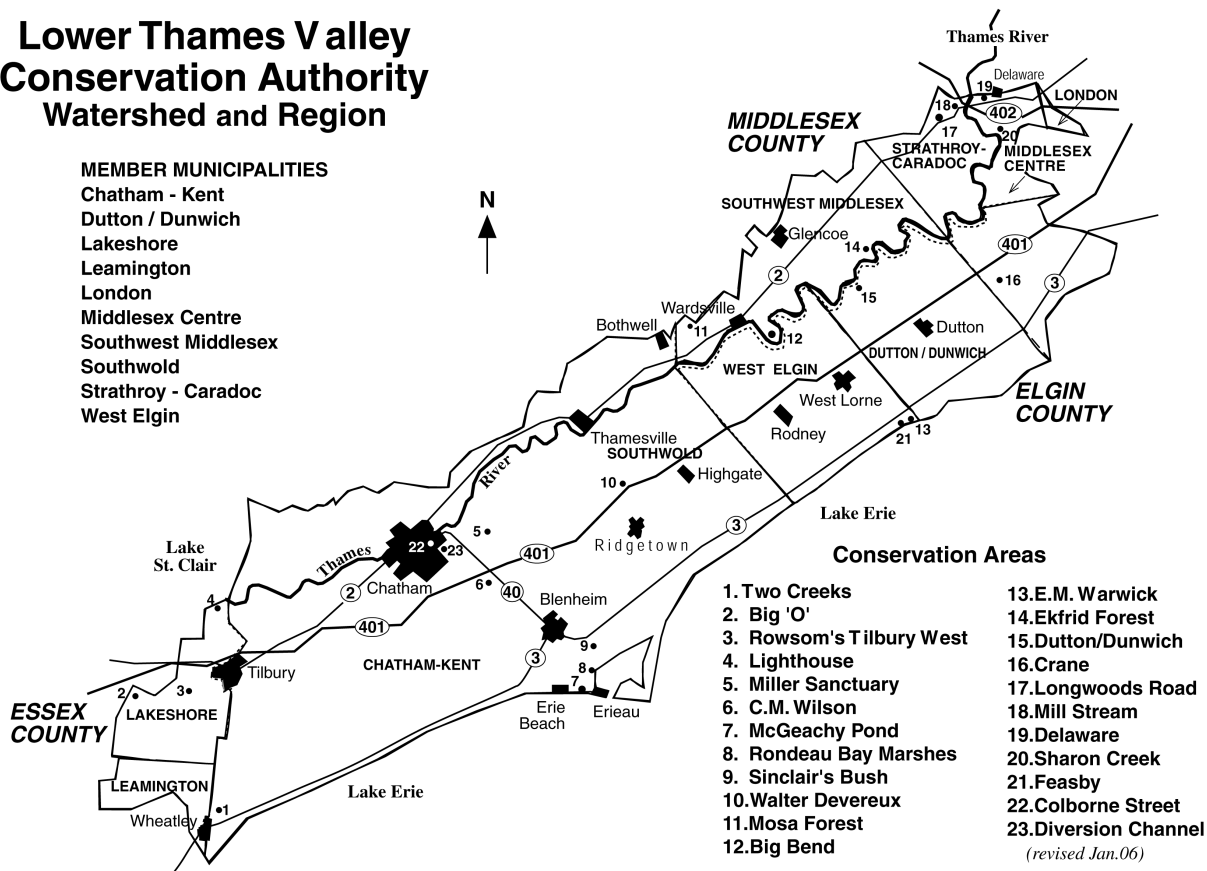 Lower Thames Valley
Conservation Authority
Watershed and Region
MEMBER MUNICIPALITIES
Chatham - Kent
Dutton / Dunwich
Lakeshore
Leamington
London
Middlesex Centre
Southwest Middlesex
Southwold
Strathroy - Caradoc
West Elgin
N
Thames River
Delaware
19
LONDON
18
402
17
20
MIDDLESEX
COUNTY
STRATHROY-
CARADOC
MIDDLESEX
CENTRE
SOUTHWEST MIDDLESEX
Glencoe
14
401
2
16
3
15
Wardsville
Bothwell
11
12
Dutton
WEST ELGIN
DUTTON / DUNWICH
West Lorne
ELGIN
COUNTY
Rodney
13
21
Thamesville
SOUTHWOLD
River
Highgate
10
Lake Erie
3
5
Ridgetown
22
23
401
Lake
St. Clair
Thames
Chatham
6
40
2
4
Blenheim
401
9
3
CHATHAM-KENT
8
7
Tilbury
2
3
Erie
Beach
Erieau
LAKESHORE
ESSEX
COUNTY
LEAMINGTON
Lake Erie
1
Wheatley
Conservation Areas
1. Two Creeks
2. Big 'O'
3. Rowsom's Tilbury West
4. Lighthouse
5. Miller Sanctuary
6. C.M. Wilson
7. McGeachy Pond
8. Rondeau Bay Marshes
9. Sinclair's Bush
10.Walter Devereux
11.Mosa Forest
12.Big Bend
13.E.M. Warwick
14.Ekfrid Forest
15.Dutton/Dunwich
16.Crane
17.Longwoods Road
18.Mill Stream
19.Delaware
20.Sharon Creek
21.Feasby
22.Colborne Street
23.Diversion Channel
(revised Jan.06)